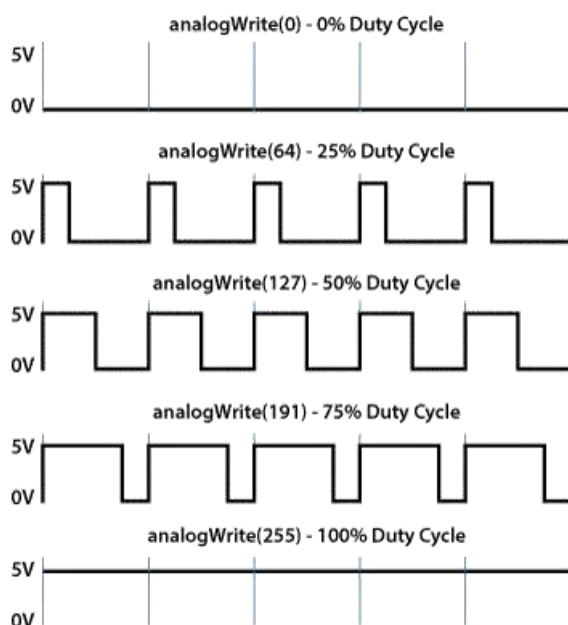 analogWrite(0) - 0% Duty Cycle
5V
0V
analogWrite(64) - 25% Duty Cycle
5V
0V
analogWrite(127) - 50% Duty Cycle
5V
0V
analogWrite(191) - 75% Duty Cycle
5V
0V
analogWrite(255) - 100% Duty Cycle
5V
0V